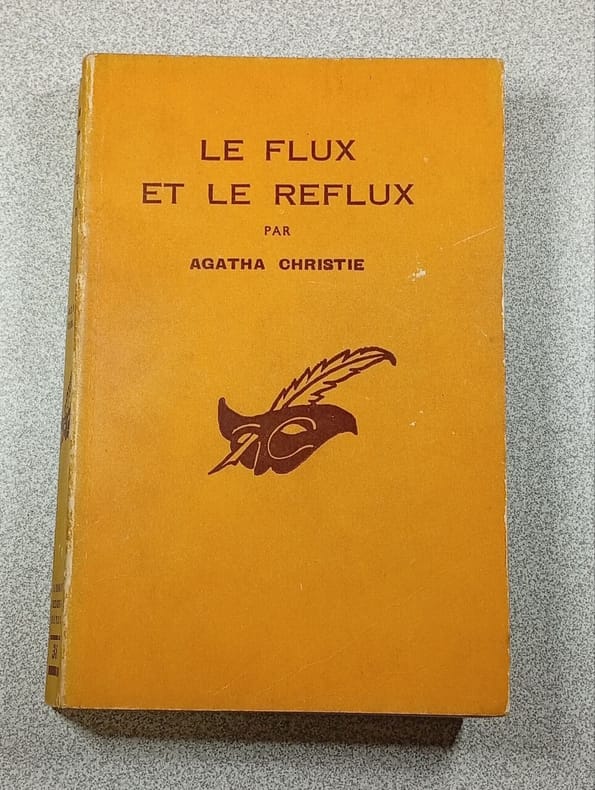 LE FLUX
ET LE REFLUX
PAR
AGATHA CHRISTIE